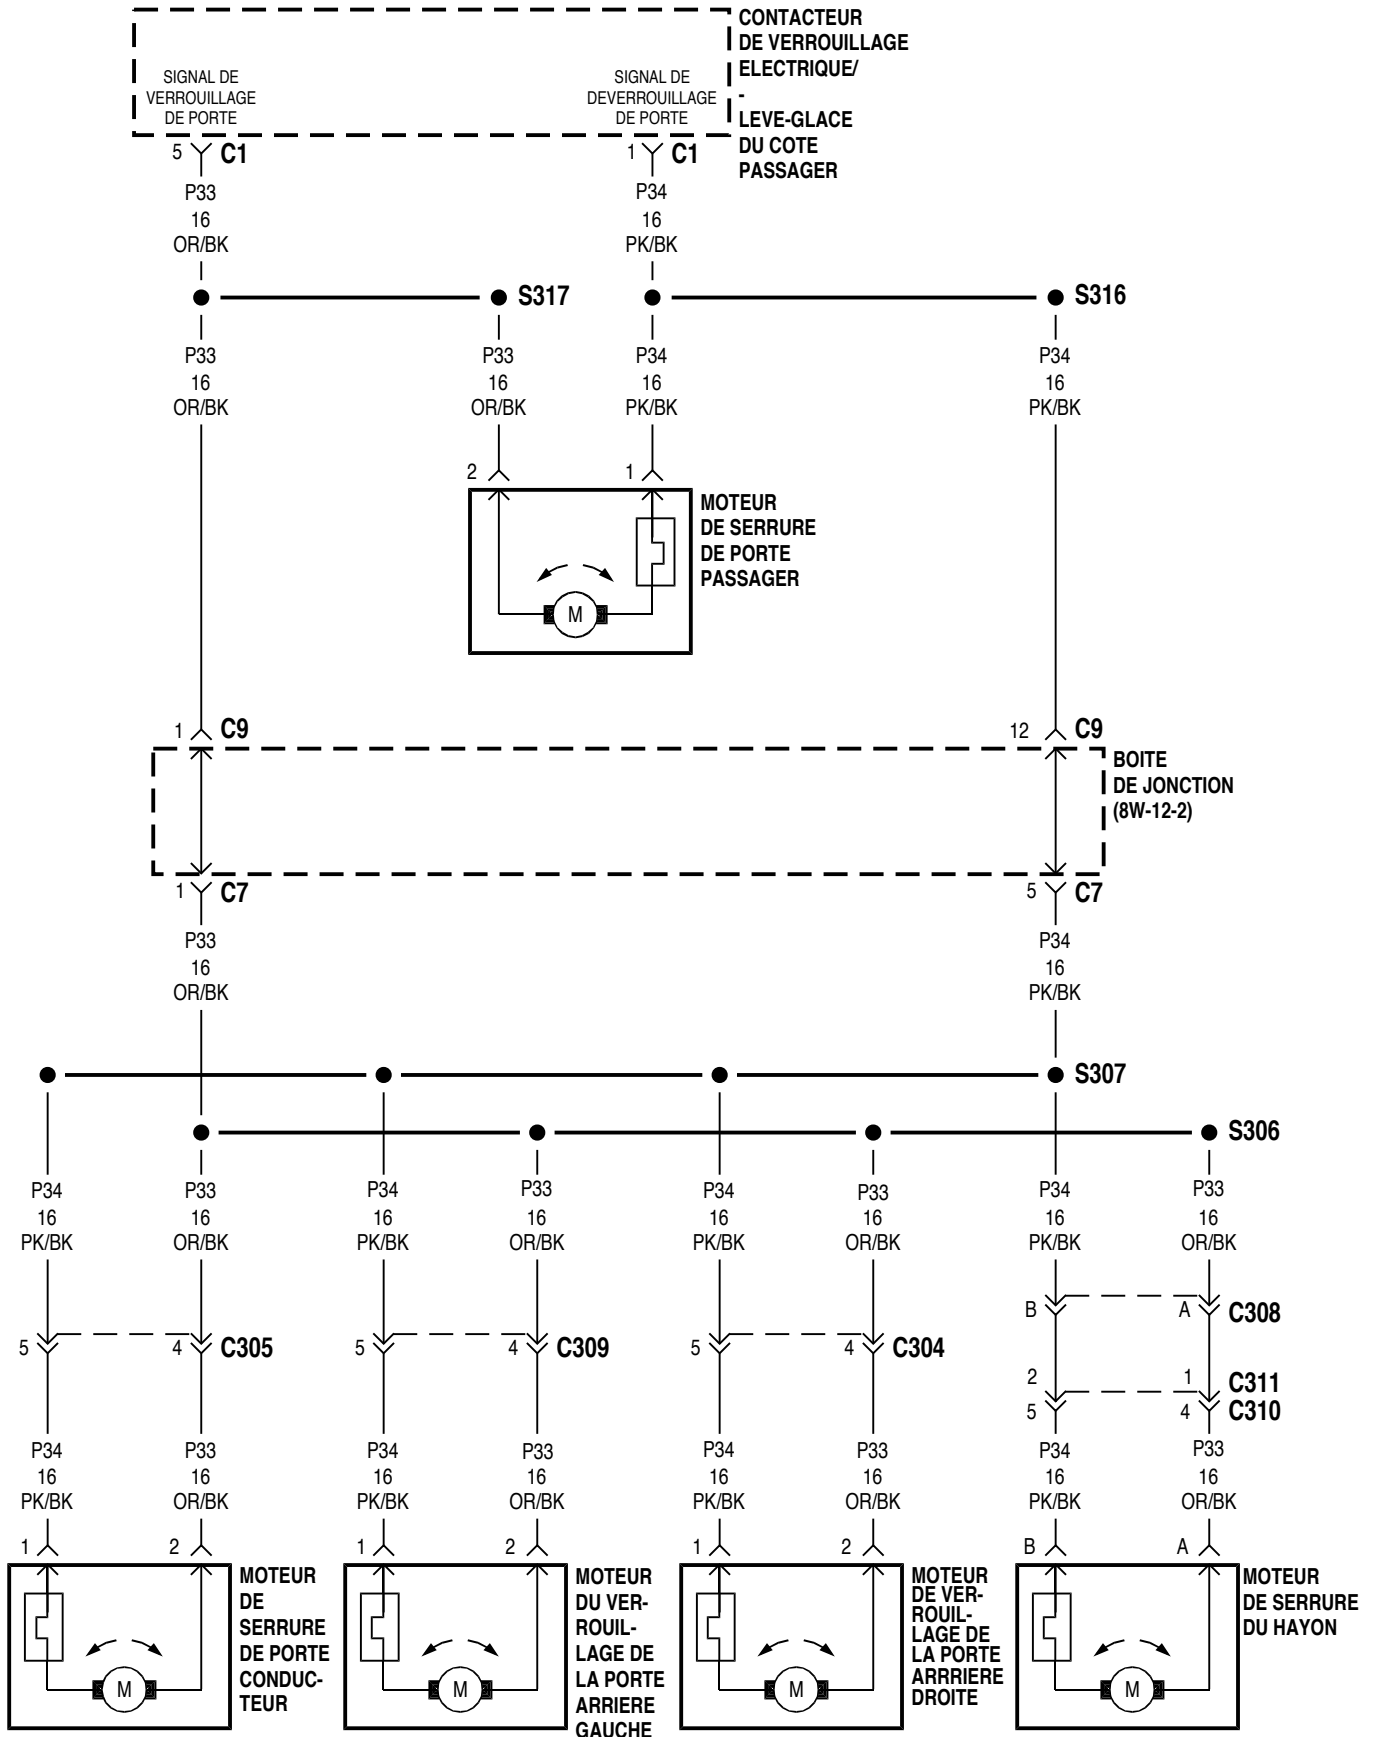 CONTACTEUR
DE VERROUILLAGE
ELECTRIQUE/
-
LEVE-GLACE
DU COTE
PASSAGER
SIGNAL DE
VERROUILLAGE
DE PORTE
SIGNAL DE
DEVERROUILLAGE
DE PORTE
5 C1
1 C1
P33
16
OR/BK
P34
16
PK/BK
S317
S316
P33
16
OR/BK
P33
16
OR/BK
P34
16
PK/BK
P34
16
PK/BK
2
1
MOTEUR
DE SERRURE
DE PORTE
PASSAGER
M
1 C9
12 C9
BOITE
DE JONCTION
(8W-12-2)
1 C7
5 C7
P33
16
OR/BK
P34
16
PK/BK
S307
S306
P34
16
PK/BK
P33
16
OR/BK
P34
16
PK/BK
P33
16
OR/BK
P34
16
PK/BK
P33
16
OR/BK
P34
16
PK/BK
P33
16
OR/BK
B A C308
5 4 C305
5 4 C309
5 4 C304
2 1 C311
5 4 C310
P34
16
PK/BK
P33
16
OR/BK
P34
16
PK/BK
P33
16
OR/BK
P34
16
PK/BK
P33
16
OR/BK
P34
16
PK/BK
P33
16
OR/BK
1 2
M
MOTEUR
DE
SERRURE
DE PORTE
CONDUC-
TEUR
1 2
M
MOTEUR
DU VER-
ROUIL-
LAGE DE
LA PORTE
ARRIERE
GAUCHE
1 2
M
MOTEUR
DE VER-
ROUIL-
LAGE DE
LA PORTE
ARRRIERE
DROITE
B A
M
MOTEUR
DE SERRURE
DU HAYON